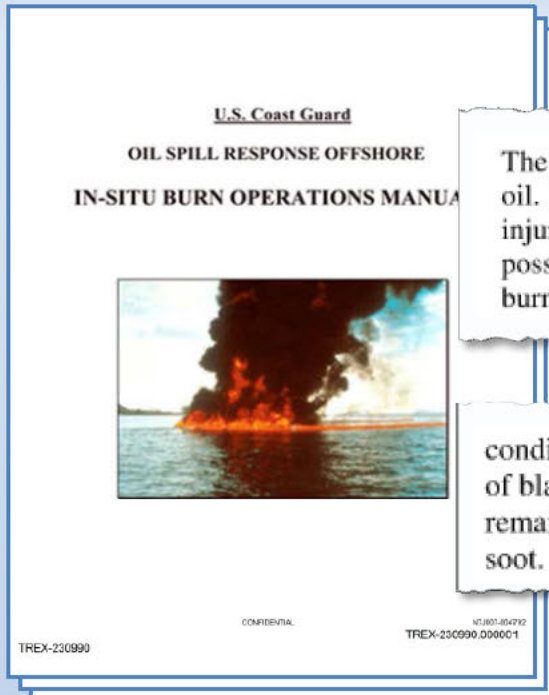 U.S. Coast Guard
OIL SPILL RESPONSE OFFSHORE
IN-SITU BURN OPERATIONS MANUA
The
oil.
inju
poss
burn
condi
of bla
remai
soot.
CONFIDENTIAL
TREX-230990.000001
TREX-230990